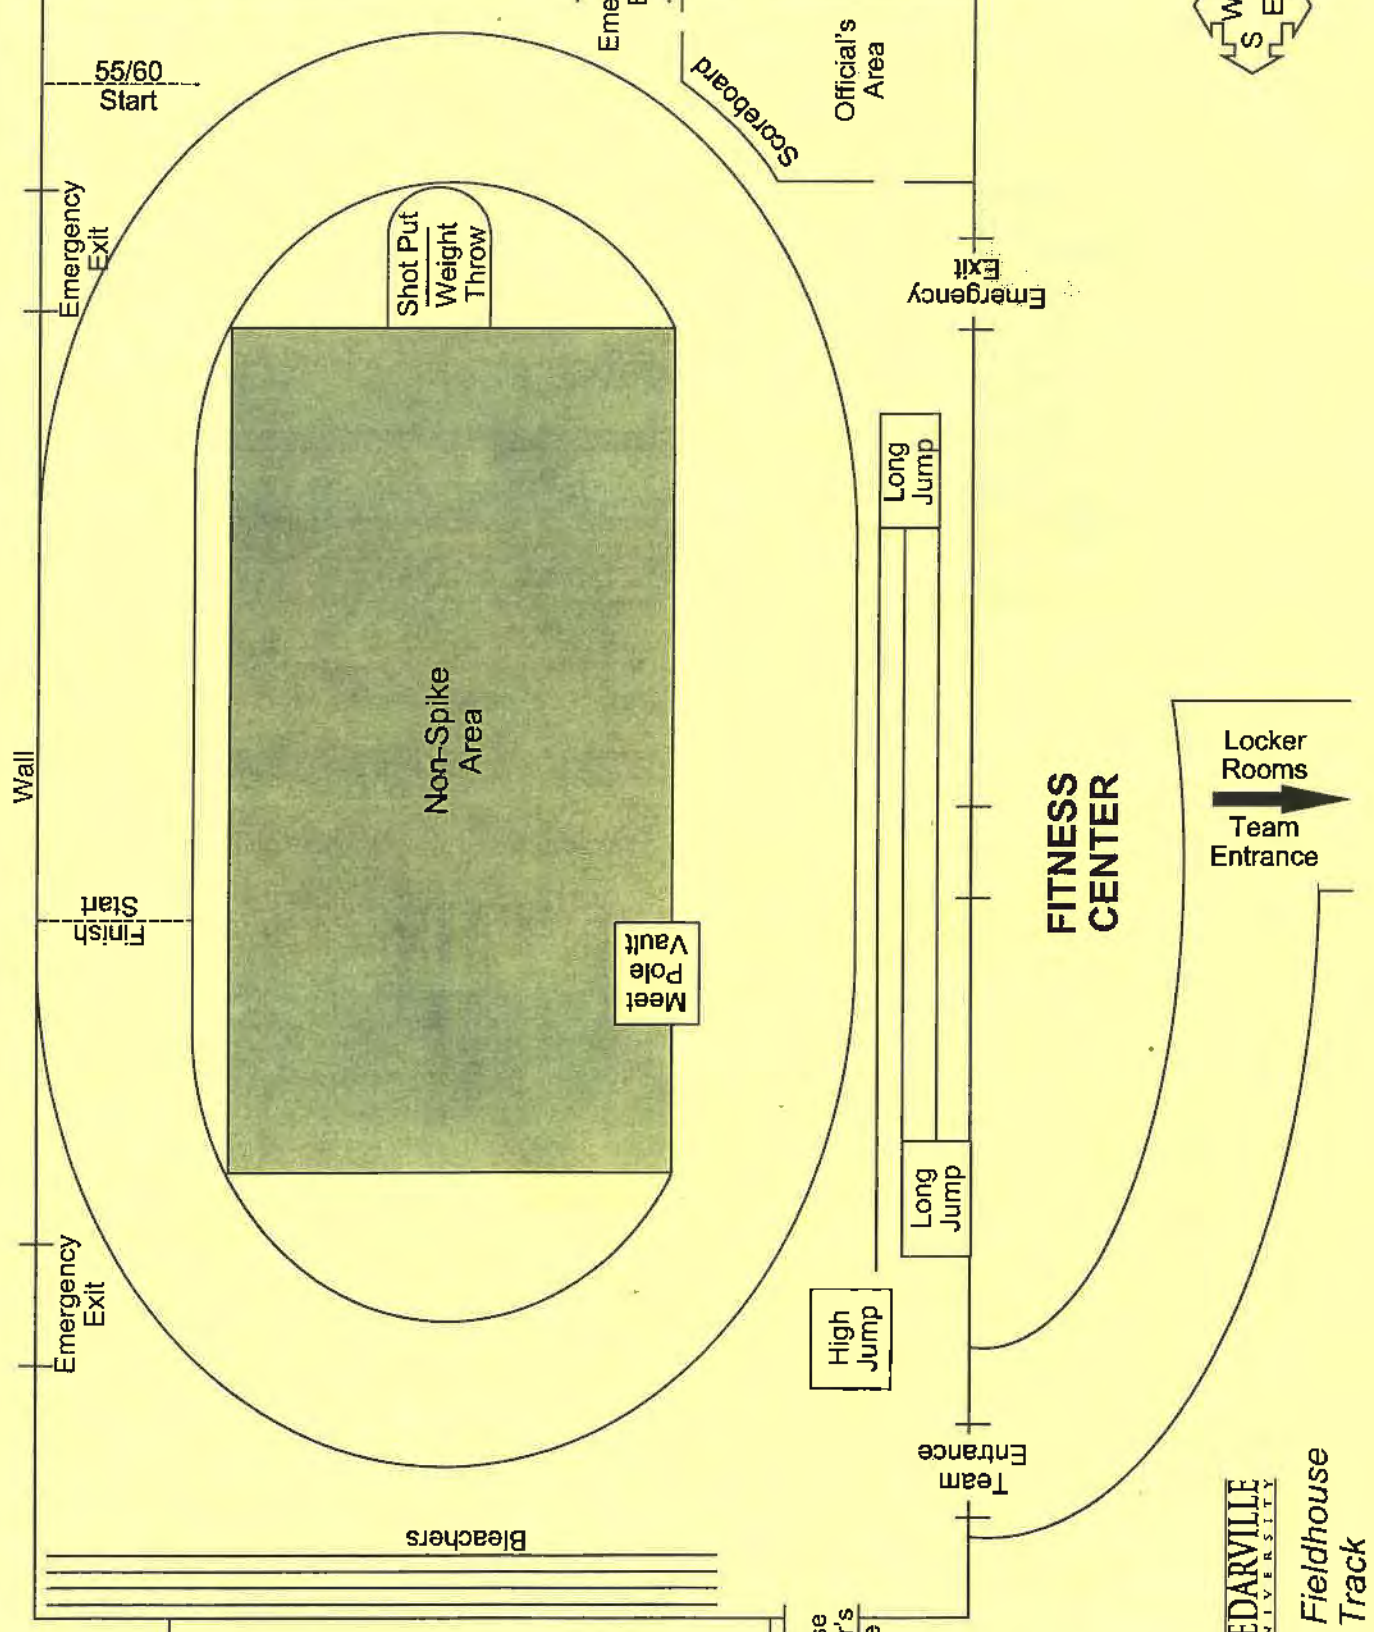 55/60
Start
Official's
Area
Scoreboard
W
S
E
Emergency
Exit
Shot Put
Weight
Throw
Emergency
Exit
Long
Jump
Wall
Non-Spike
Area
Locker
Rooms
Team
Entrance
FITNESS
CENTER
Start
Finish
Meet
Pole
Vault
Long
Jump
Emergency
Exit
High
Jump
Team
Entrance
Bleachers
EDARVILLE
NIVERSITY
Fieldhouse
Track